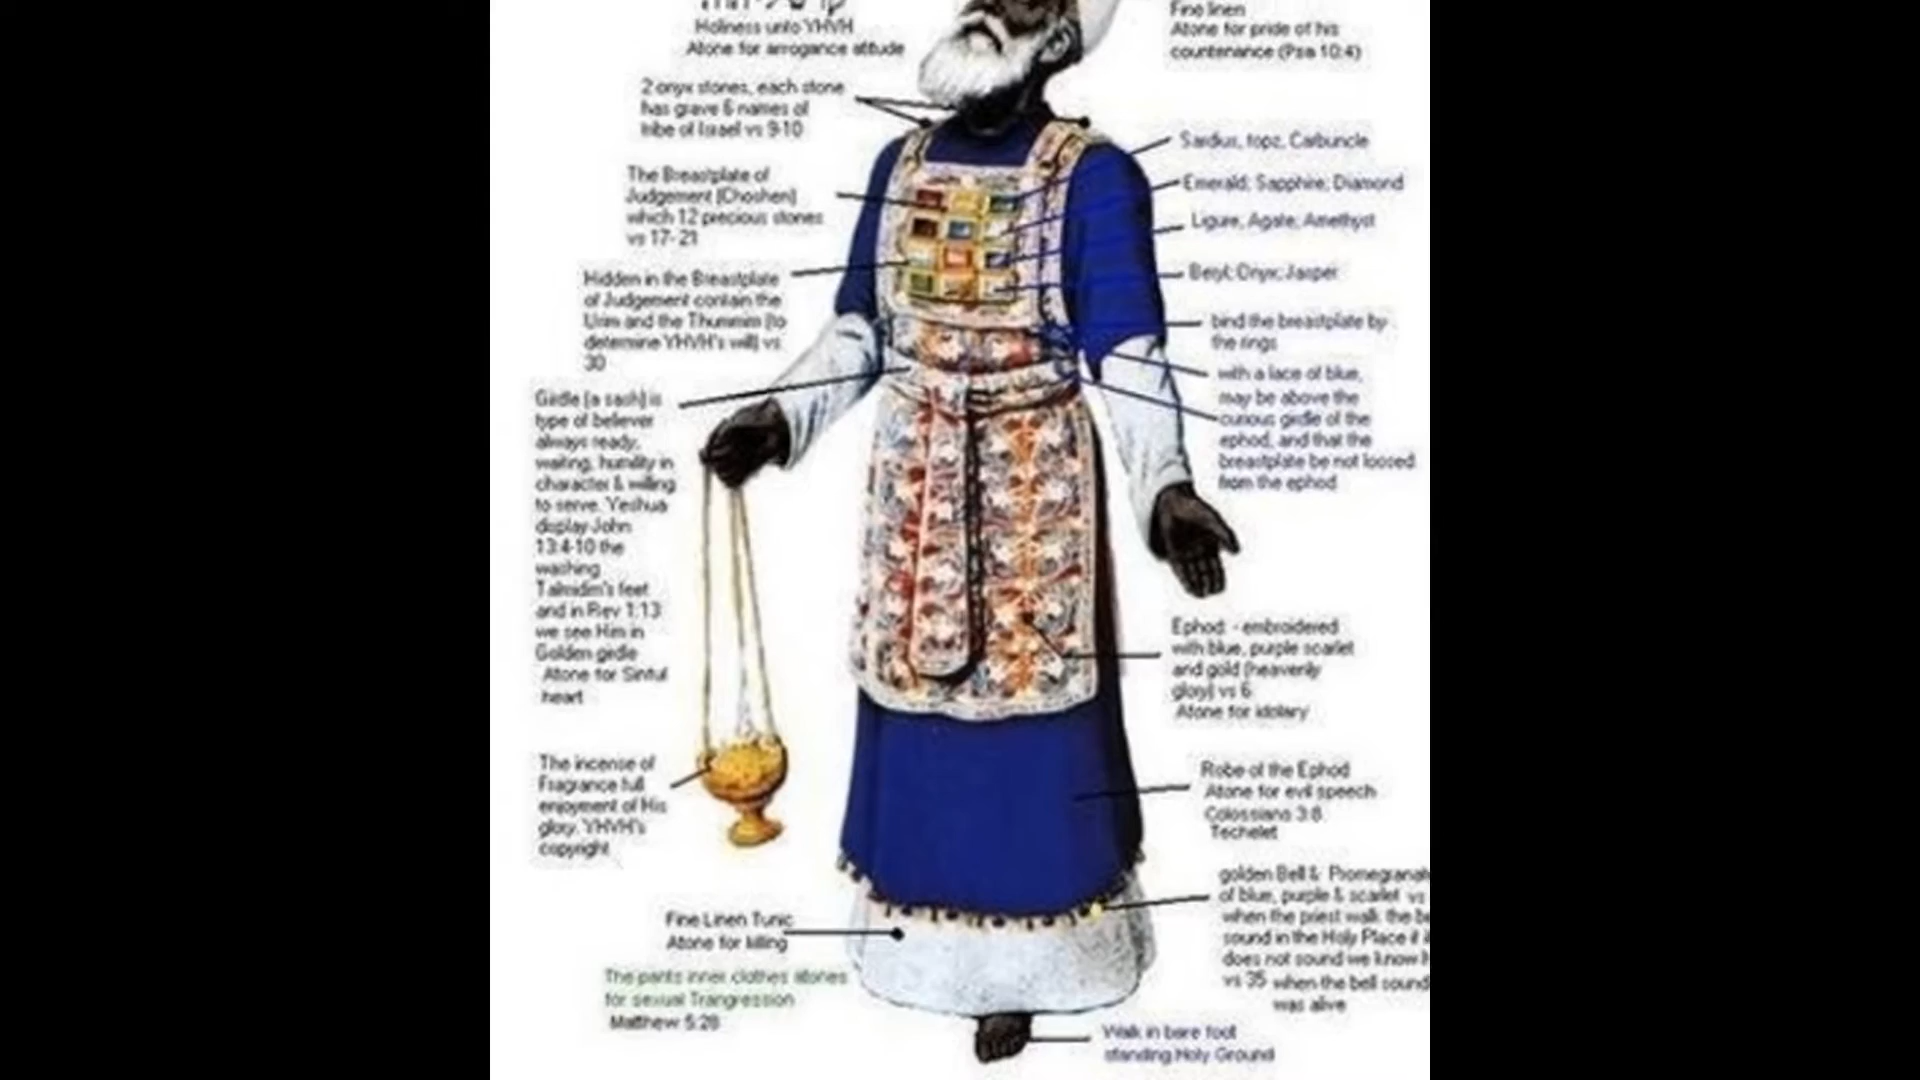 Holiness unto YHVH
Atone for arrogance attitude
Fine linen
Atone for pride of his
countenance (Psa 10:4)
2 onyx stones, each stone
has grave 6 names of
tribe of Israel vs 9-10
The Breastplate of
Judgement (Choshen)
which 12 precious stones
vs 17-21
Hidden in the Breastplate
of Judgement contain the
Urim and the Thummim (to
determine YHVH's will) vs
30
Girdle (a sash) is
type of believer
always ready,
waiting, humility in
character & willing
to serve. Yeshua
display John
13:4-10 the
washing
Talmidim's feet
and in Rev 1:13
we see Him in
Golden girdle
Atone for Sinful
heart
The incense of
Fragrance full
enjoyment of His
glory. YHVH's
copyright
Fine Linen Tunic
Atone for killing
The pants inner clothes atones
for sexual Trangression
Matthew 5:28
Sardius, topz, Carbuncle
Emerald; Sapphire; Diamond
Ligure, Agate; Amethyst
Beryl; Onyx; Jasper
bind the breastplate by
the rings
with a lace of blue,
may be above the
curious girdle of the
ephod, and that the
breastplate be not loosed
from the ephod
Ephod - embroidered
with blue, purple scarlet
and gold (heavenly
glory) vs 6
Atone for idolary
Robe of the Ephod
Atone for evil speech
Colossians 3:8
Techelet
golden Bell &
of blue, purple & scarlet vs
when the priest walk the
sound in the Holy Place if
does not sound we know
vs 35 when the bell sound
was alive
Walk in bare foot
standing Holy Ground